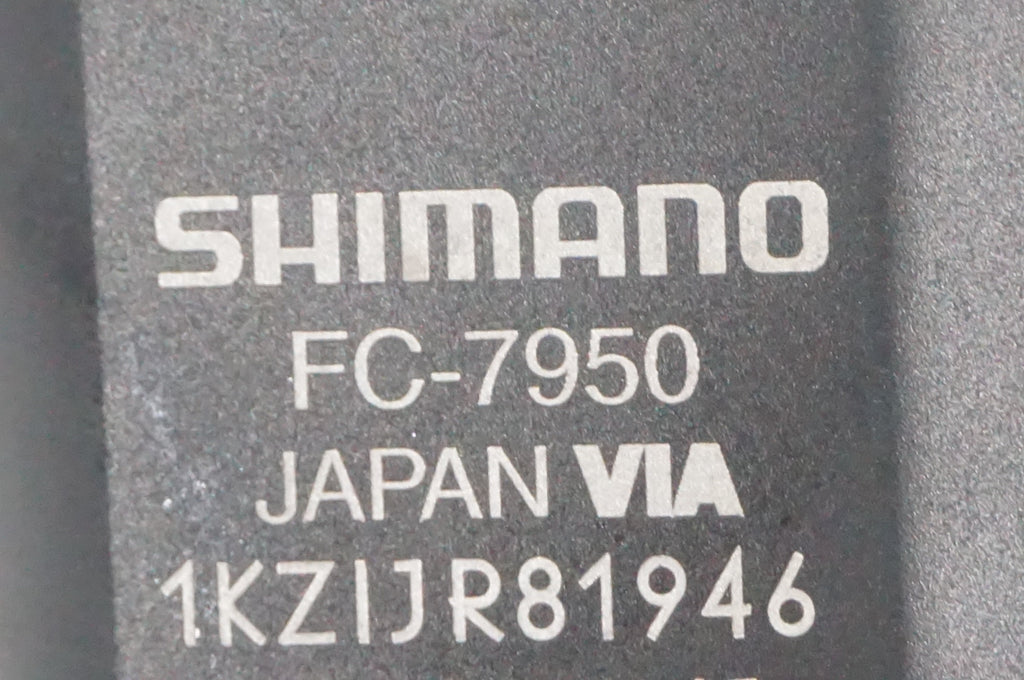 SHIMANO
FC-7950
JAPAN VIA
1KZIJR81946